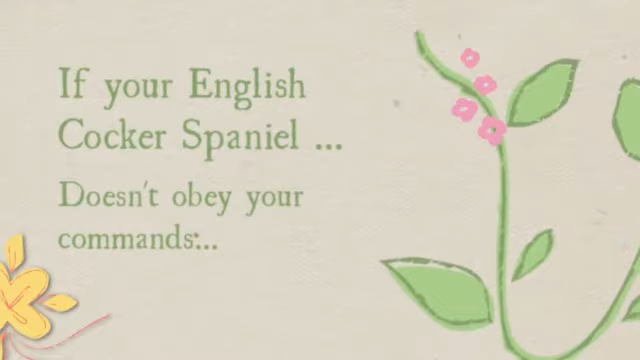 If your English
Cocker Spaniel ...
Doesn't obey your
commands:..